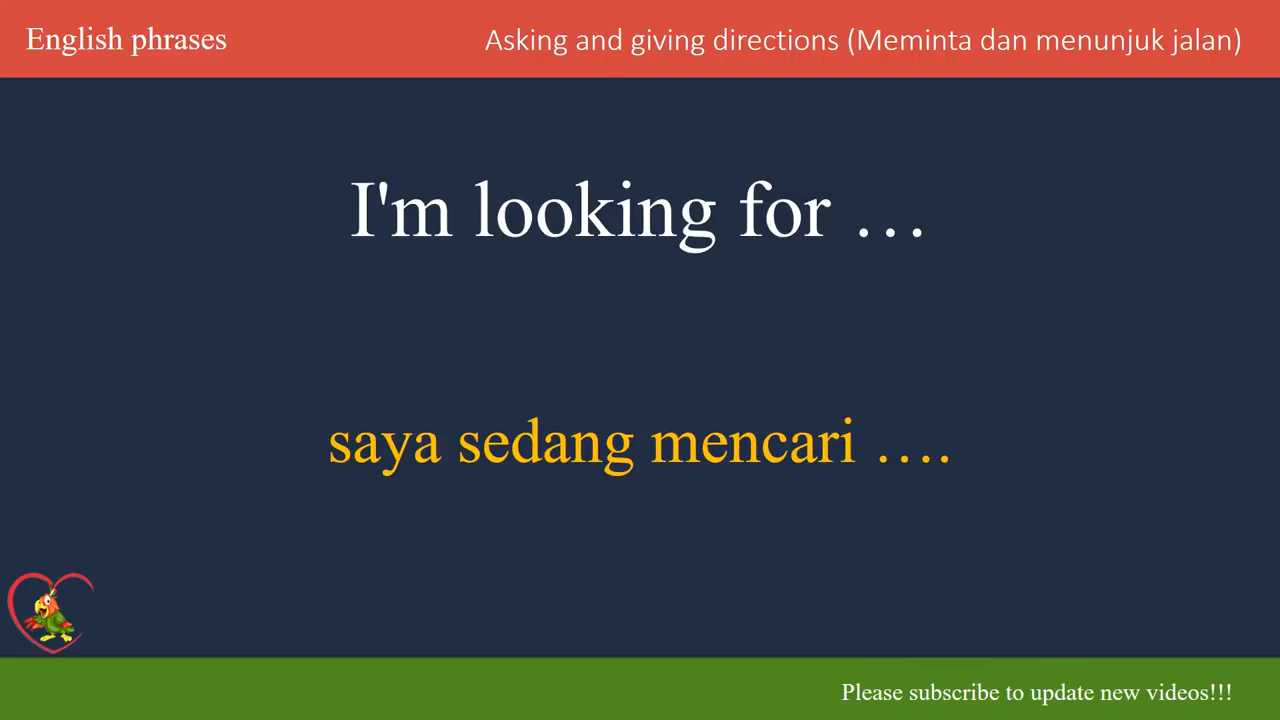 English phrases
Asking and giving directions (Meminta dan menunjuk jalan)
I'm looking for …
saya sedang mencari ….
Please subscribe to update new videos!!!